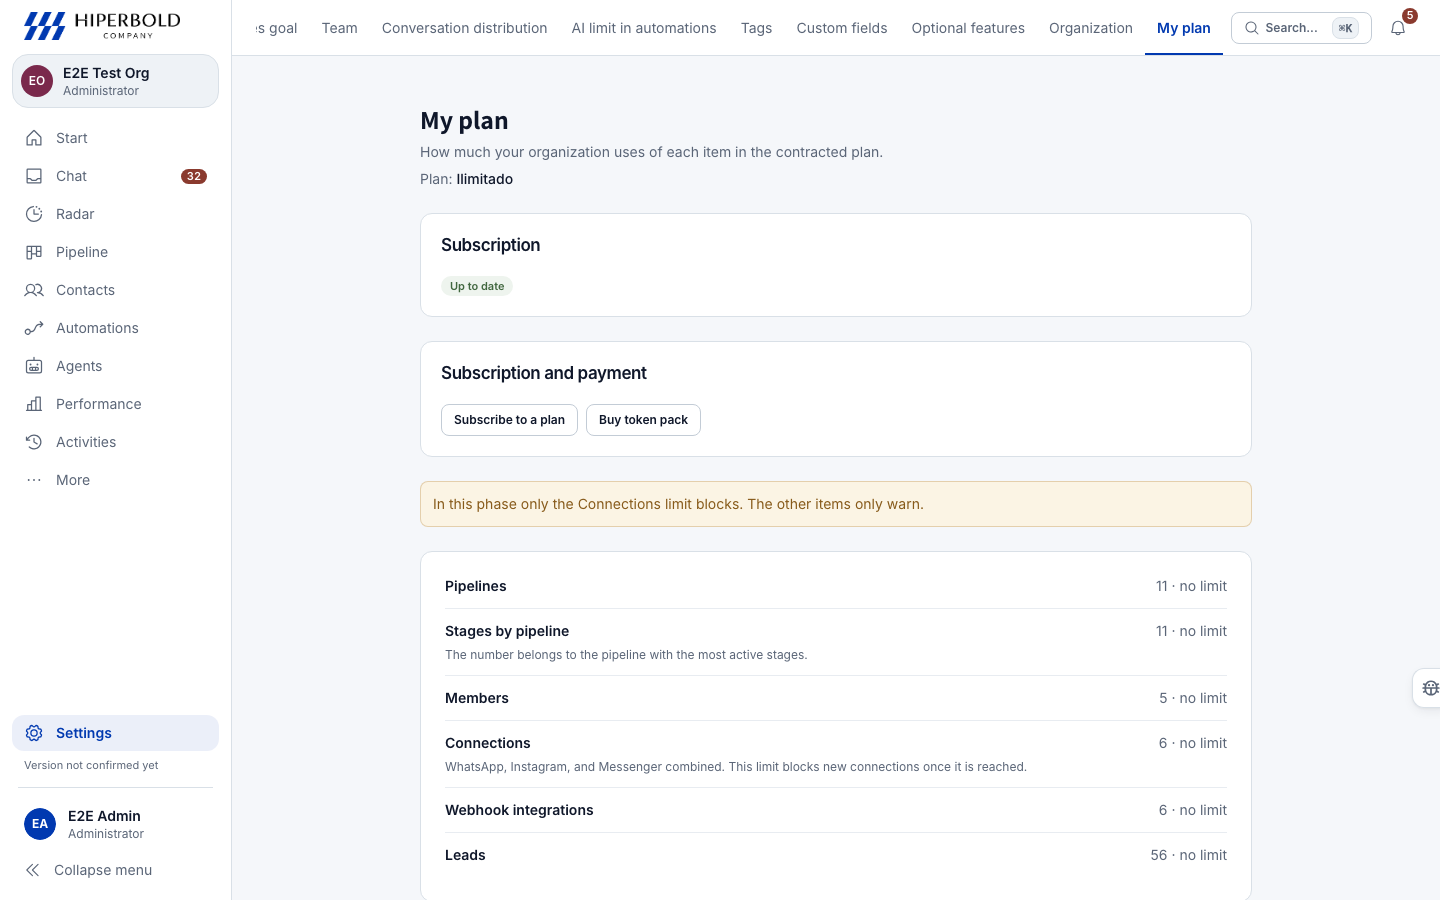 HIPERBOLD
COMPANY
EO
E2E Test Org
Administrator
Start
Chat
32
Radar
Pipeline
Contacts
Automations
Agents
Performance
Activities
More
Settings
Version not confirmed yet
EA
E2E Admin
Administrator
Collapse menu
es goal
Team
Conversation distribution
AI limit in automations
Tags
Custom fields
Optional features
Organization
My plan
Search...
⌘K
5
My plan
How much your organization uses of each item in the contracted plan.
Plan: Ilimitado
Subscription
Up to date
Subscription and payment
Subscribe to a plan
Buy token pack
In this phase only the Connections limit blocks. The other items only warn.
Pipelines
11 · no limit
Stages by pipeline
11 · no limit
The number belongs to the pipeline with the most active stages.
Members
5 · no limit
Connections
6 · no limit
WhatsApp, Instagram, and Messenger combined. This limit blocks new connections once it is reached.
Webhook integrations
6 · no limit
Leads
56 · no limit